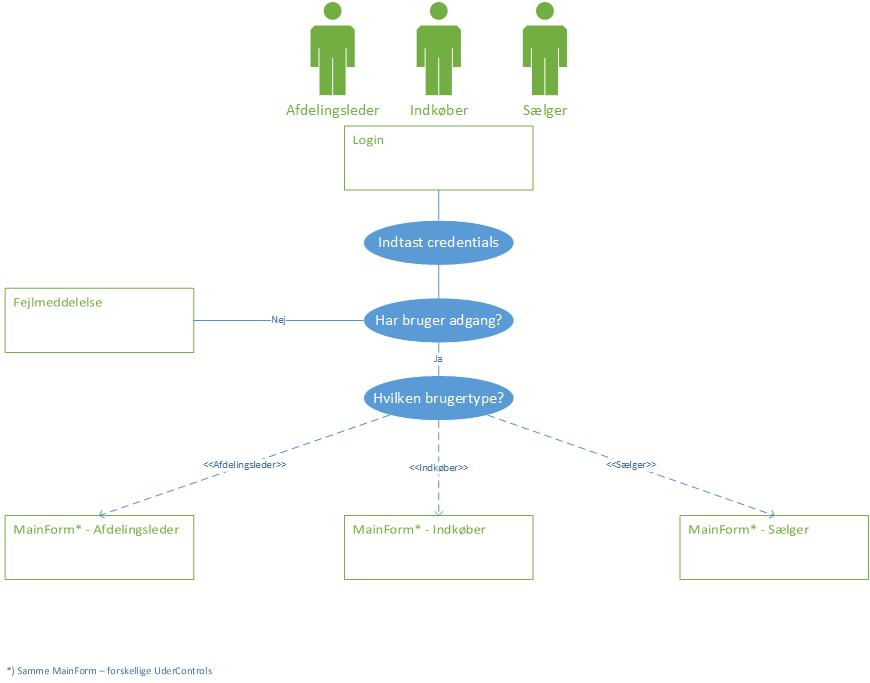 Afdelingsleder
Indkøber
Sælger
Login
Indtast credentials
Fejlmeddelelse
Nej
Har bruger adgang?
Ja
Hvilken brugertype?
<<Afdelingsleder>>
<<Indkøber>>
<<Sælger>>
MainForm* - Afdelingsleder
MainForm* - Indkøber
MainForm* - Sælger
*) Samme MainForm – forskellige UderControls